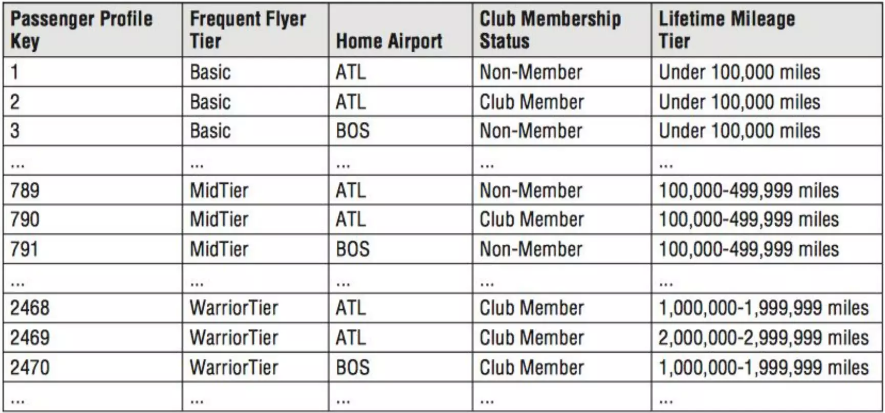 Passenger Profile Key | Frequent Flyer Tier | Home Airport | Club Membership Status | Lifetime Mileage Tier
1 | Basic | ATL | Non-Member | Under 100,000 miles
2 | Basic | ATL | Club Member | Under 100,000 miles
3 | Basic | BOS | Non-Member | Under 100,000 miles
... | ... | ... | ... | ...
789 | MidTier | ATL | Non-Member | 100,000-499,999 miles
790 | MidTier | ATL | Club Member | 100,000-499,999 miles
791 | MidTier | BOS | Non-Member | 100,000-499,999 miles
... | ... | ... | ... | ...
2468 | WarriorTier | ATL | Club Member | 1,000,000-1,999,999 miles
2469 | WarriorTier | ATL | Club Member | 2,000,000-2,999,999 miles
2470 | WarriorTier | BOS | Club Member | 1,000,000-1,999,999 miles
... | ... | ... | ... | ...